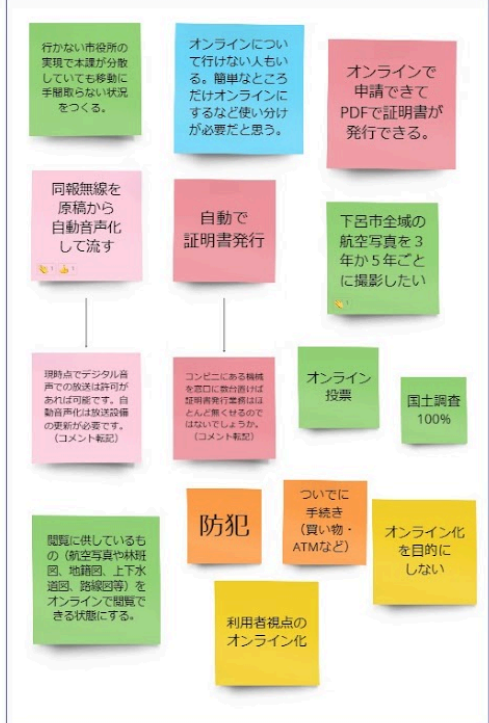 行かない市役所の
実現で本課が分散
していても移動に
手間取らない状況
をつくる。
オンラインについ
て行けない人もい
る。簡単なところ
だけオンラインに
するなど使い分け
が必要だと思う。
オンラインで
申請できて
PDFで証明書が
発行できる。
同報無線を
原稿から
自動音声化
して流す
自動で
証明書発行
下呂市全域の
航空写真を３
年か５年ごと
に撮影したい
現時点でデジタル音
声での放送は許可が
あれば可能です。自
動音声化は放送設備
の更新が必要です。
（コメント転記）
コンビニにある機械
を窓口に数台置けば
証明書発行業務はほ
とんど無くせるので
はないでしょうか。
（コメント転記）
オンライン
投票
国土調査
100%
閲覧に供しているも
の（航空写真や林班
図、地籍図、上下水
道図、路線図等）を
オンラインで閲覧で
きる状態にする。
防犯
ついでに
手続き
（買い物・
ATMなど）
オンライン化
を目的に
しない
利用者視点の
オンライン化